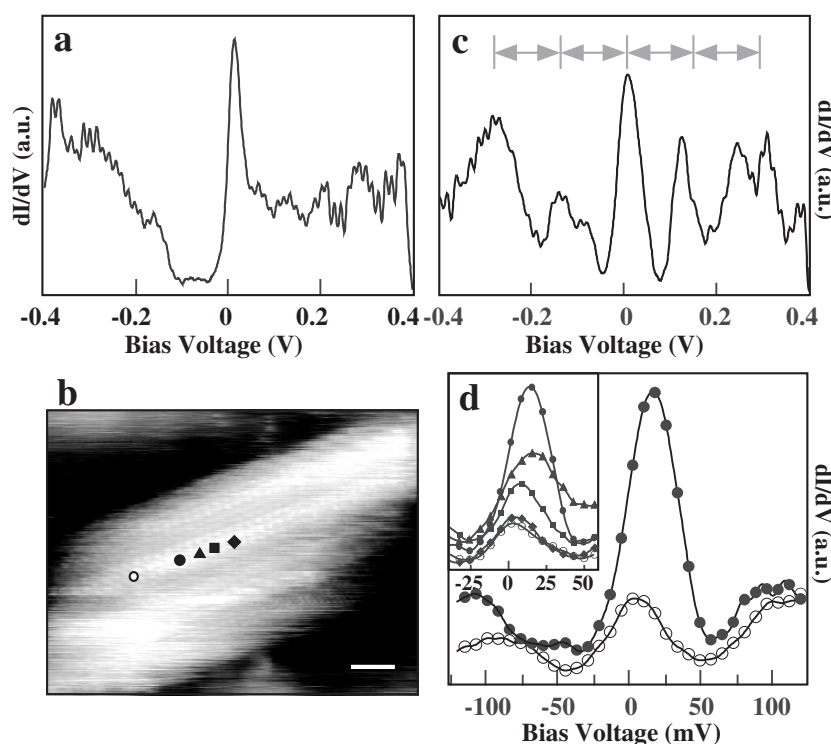 a
dI/dV (a.u.)
-0.4 -0.2 0 0.2 0.4
Bias Voltage (V)
c
dI/dV (a.u.)
-0.4 -0.2 0 0.2 0.4
Bias Voltage (V)
b
d
-25 0 25 50
dI/dV (a.u.)
-100 -50 0 50 100
Bias Voltage (mV)